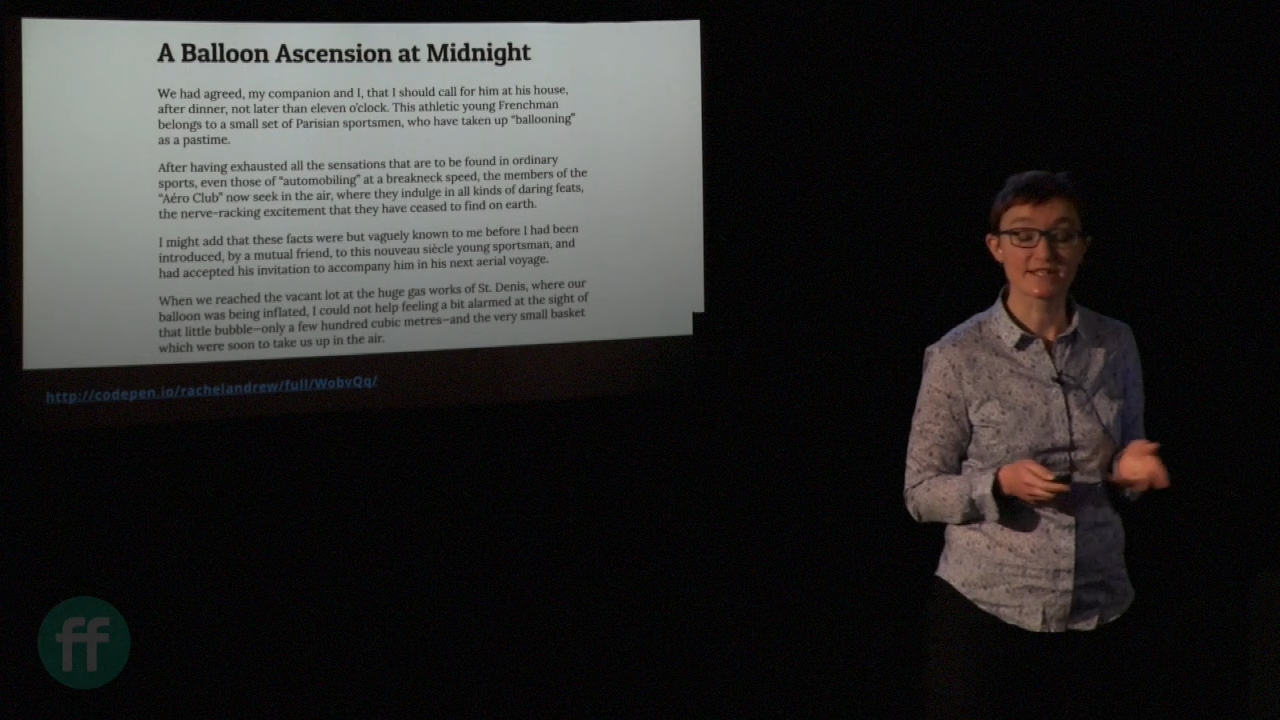 A Balloon Ascension at Midnight
We had agreed, my companion and I, that I should call for him at his house,
after dinner, not later than eleven o'clock. This athletic young Frenchman
belongs to a small set of Parisian sportsmen, who have taken up “ballooning”
as a pastime.
After having exhausted all the sensations that are to be found in ordinary
sports, even those of “automobiling” at a breakneck speed, the members of the
“Aéro Club” now seek in the air, where they indulge in all kinds of daring feats,
the nerve-racking excitement that they have ceased to find on earth.
I might add that these facts were but vaguely known to me before I had been
introduced, by a mutual friend, to this nouveau siècle young sportsman, and
had accepted his invitation to accompany him in his next aerial voyage.
When we reached the vacant lot at the huge gas works of St. Denis, where our
balloon was being inflated, I could not help feeling a bit alarmed at the sight of
that little bubble—only a few hundred cubic metres—and the very small basket
which were soon to take us up in the air.
http://codepen.io/rachelandrew/full/WobvQq/
ff